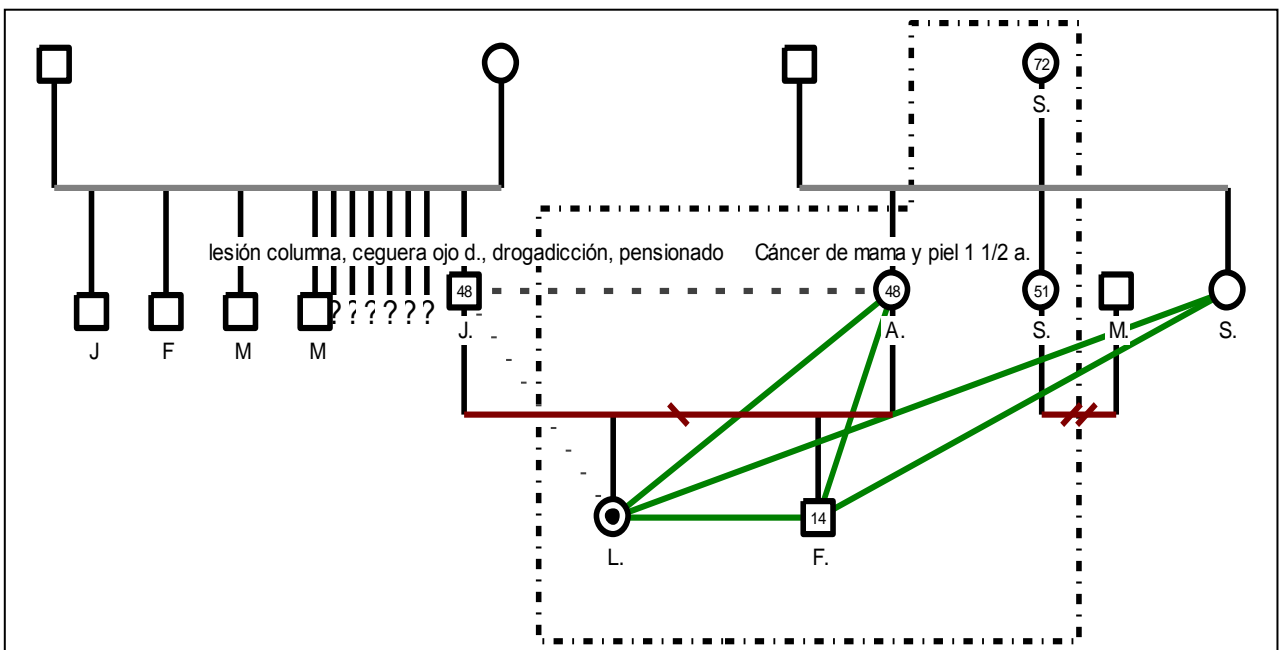 72
S.
lesión columna, ceguera ojo d., drogadicción, pensionado Cáncer de mama y piel 1 1/2 a.
48 48 51
? ? ? ? ? ?
J. A. S. M. S.
J F M M
14
L. F.